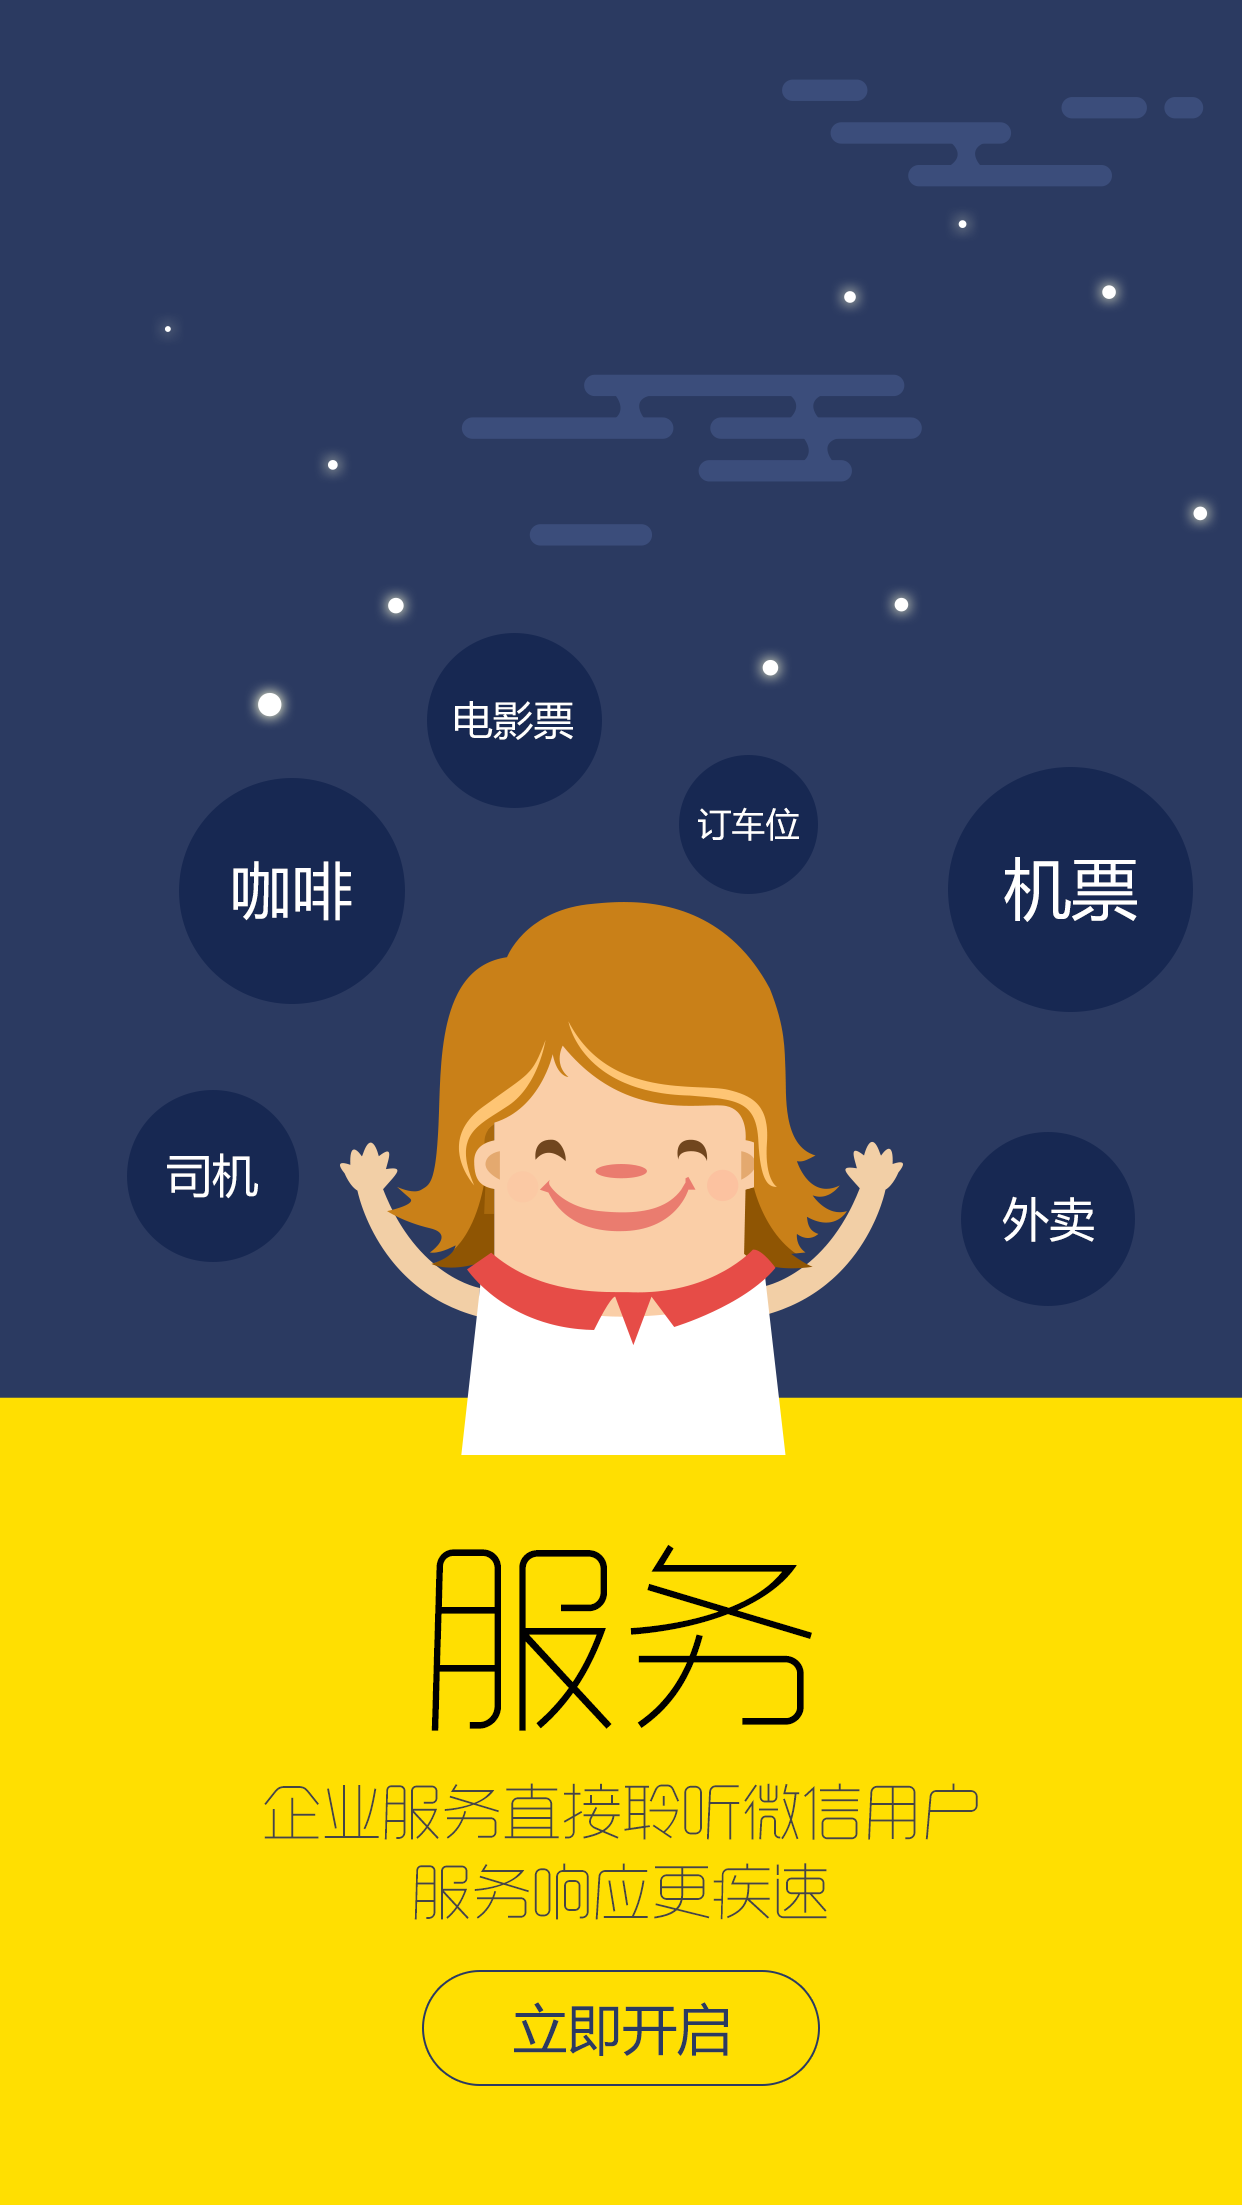 电影票
订车位
咖啡
机票
司机
外卖
服务
企业服务直接聆听微信用户
服务响应更疾速
立即开启